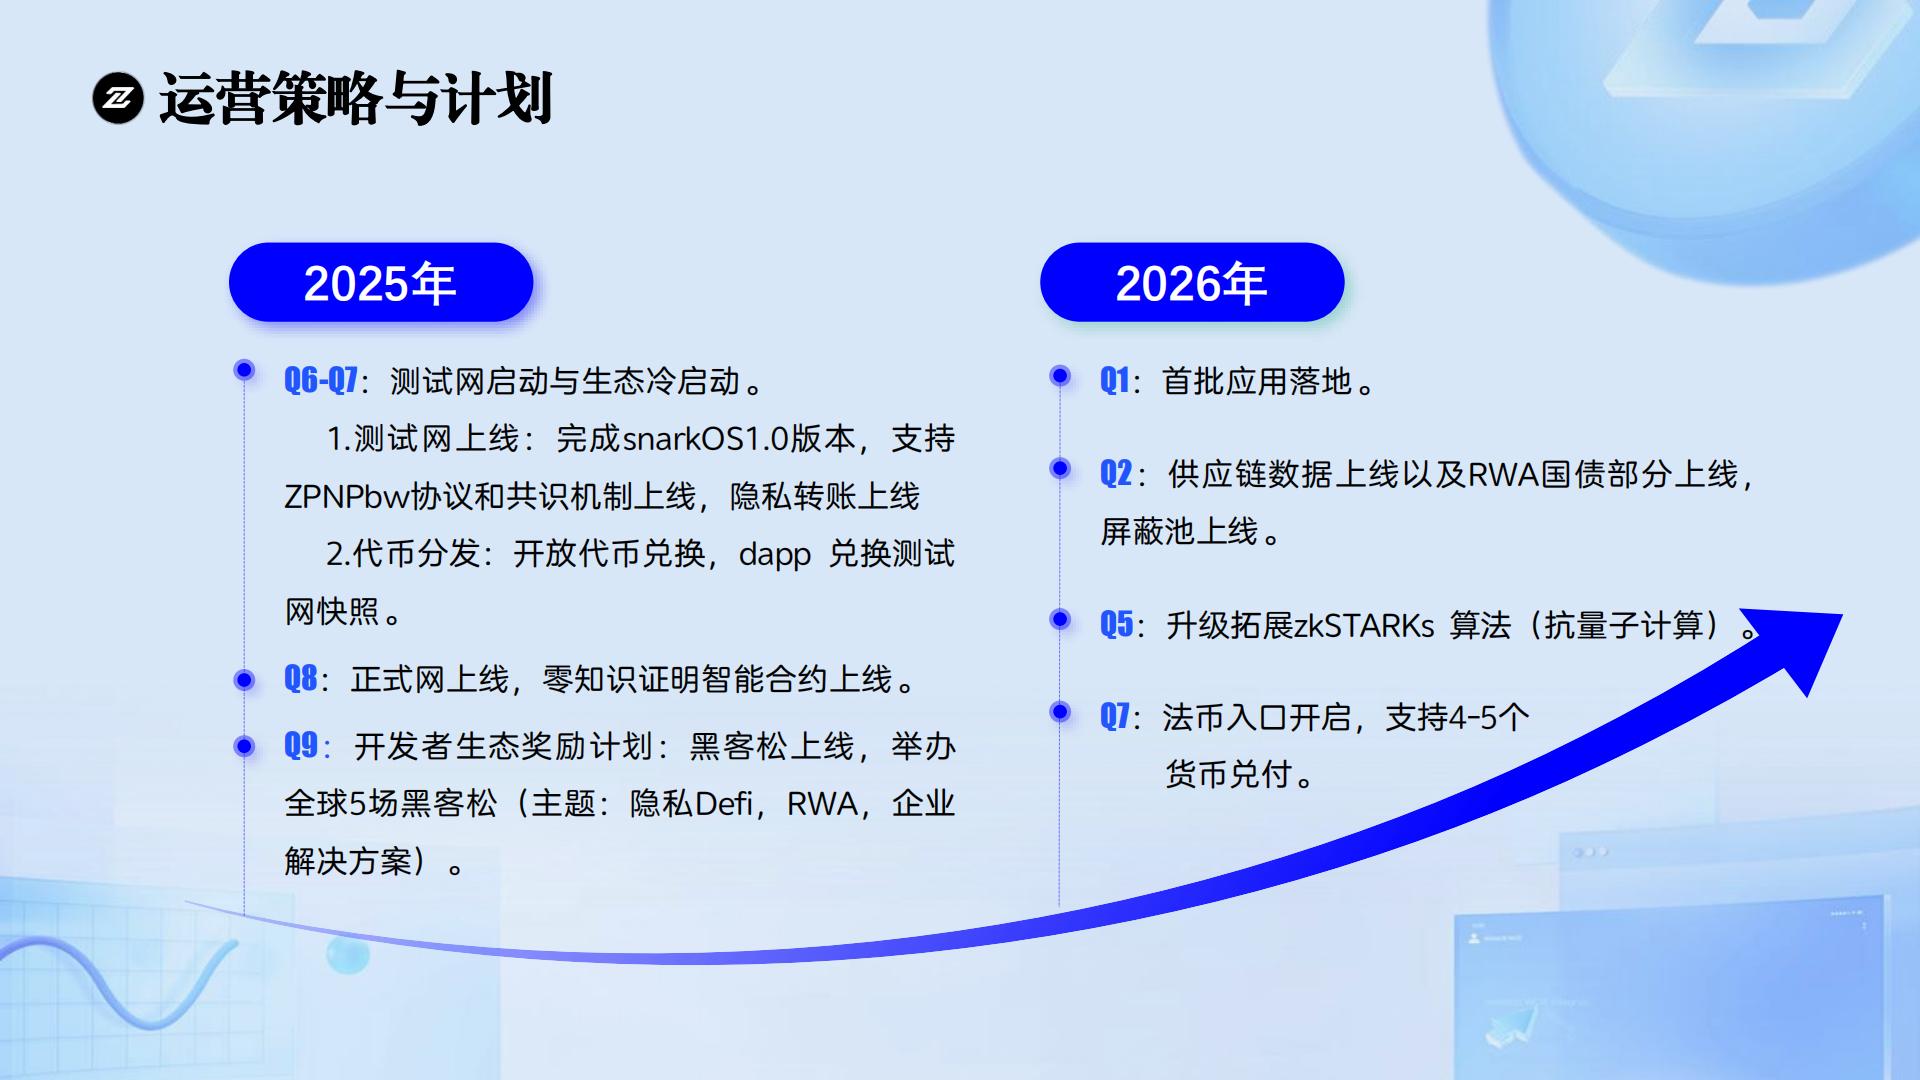 运营策略与计划
2025年
Q6-Q7：测试网启动与生态冷启动。
1.测试网上线：完成snarkOS1.0版本，支持
ZPNPbw协议和共识机制上线，隐私转账上线
2.代币分发：开放代币兑换，dapp 兑换测试
网快照。
Q8：正式网上线，零知识证明智能合约上线。
Q9：开发者生态奖励计划：黑客松上线，举办
全球5场黑客松（主题：隐私Defi，RWA，企业
解决方案）。
2026年
Q1：首批应用落地。
Q2：供应链数据上线以及RWA国债部分上线，
屏蔽池上线。
Q5：升级拓展zkSTARKs 算法（抗量子计算）。
Q7：法币入口开启，支持4-5个
货币兑付。